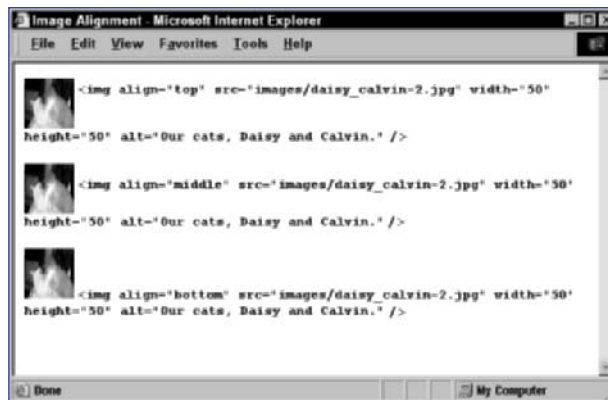 Image Alignment - Microsoft Internet Explorer
File Edit View Favorites Tools Help
<img align="top" src="images/daisy_calvin-2.jpg" width="50"
height="50" alt="Our cats, Daisy and Calvin." />
<img align="middle" src="images/daisy_calvin-2.jpg" width="50"
height="50" alt="Our cats, Daisy and Calvin." />
<img align="bottom" src="images/daisy_calvin-2.jpg" width="50"
height="50" alt="Our cats, Daisy and Calvin." />
Done My Computer